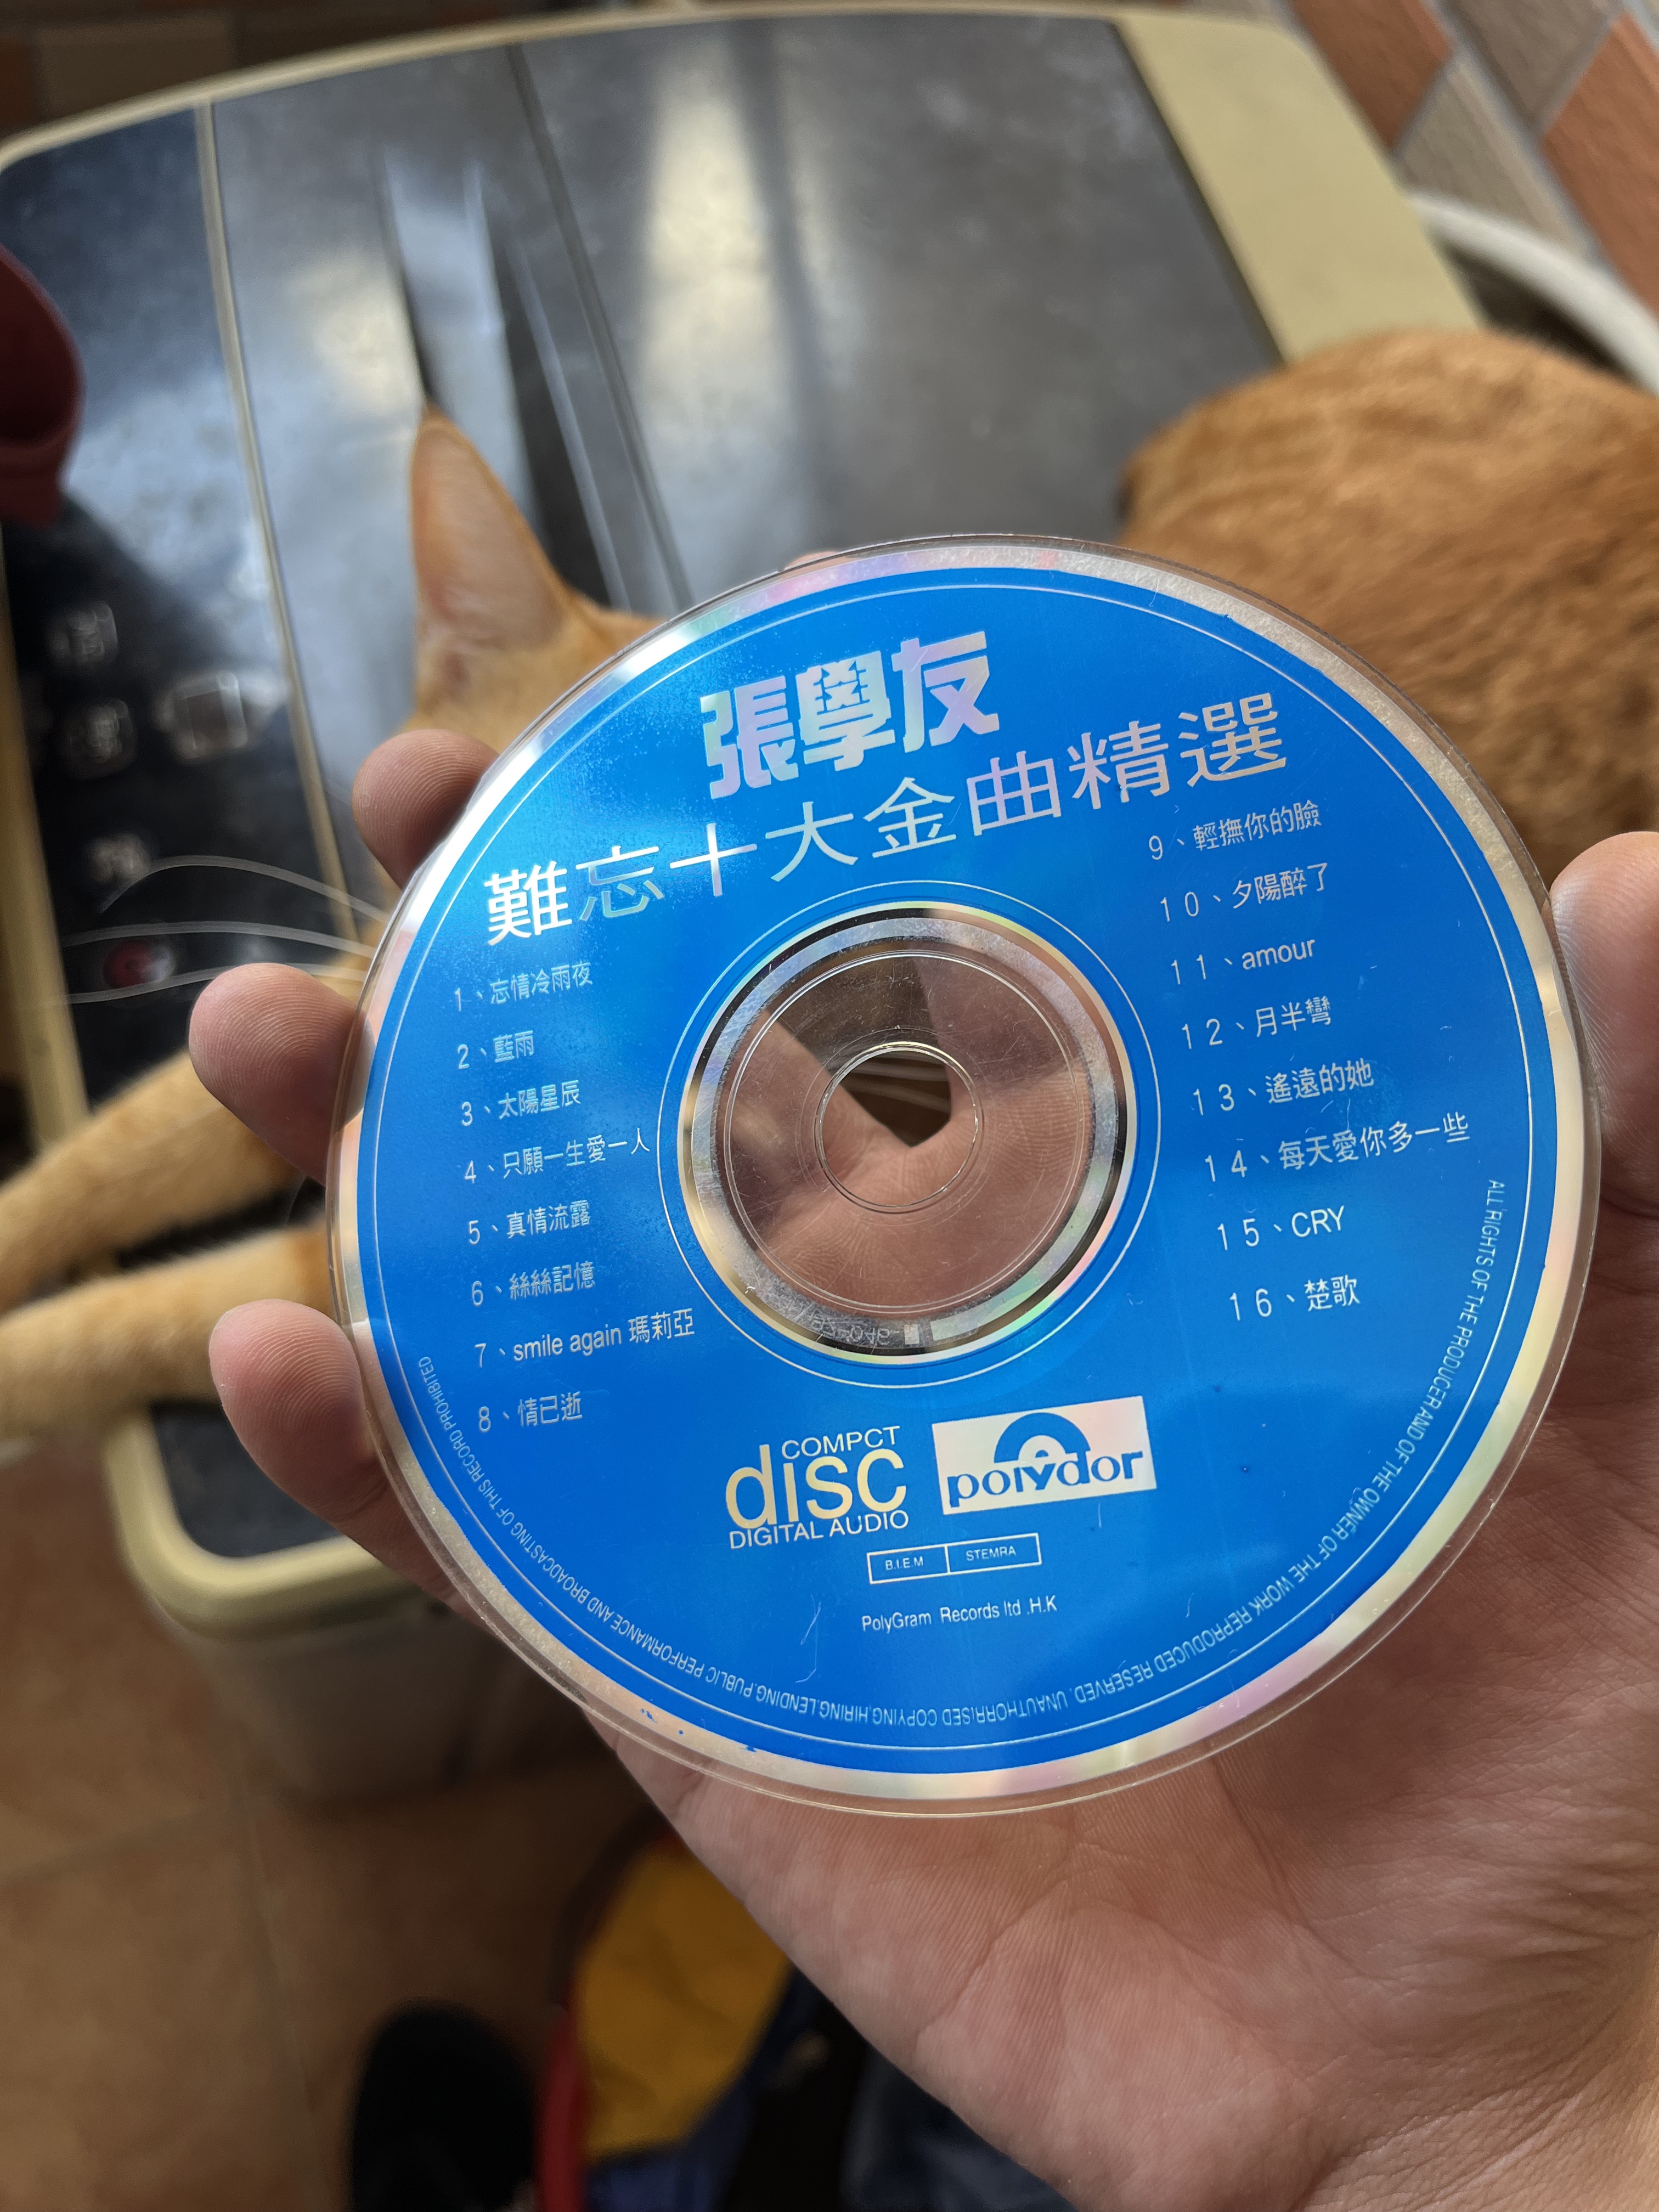 張學友
難忘十大金曲精選
1、忘情冷雨夜
2、藍雨
3、太陽星辰
4、只願一生愛一人
5、真情流露
6、絲絲記憶
7、smile again 瑪莉亞
8、情已逝
9、輕撫你的臉
10、夕陽醉了
11、amour
12、月半彎
13、遙遠的她
14、每天愛你多一些
15、CRY
16、楚歌
COMPCT
disc
DIGITAL AUDIO
polydor
B.I.E.M
STEMRA
PolyGram Records ltd .H.K
ALL RIGHTS OF THE PRODUCER AND OF THE OWNER OF THE WORK REPRODUCED RESERVED. UNAUTHORRISED COPYING,HIRING.LENDING.PUBLIC PERFORMANCE AND BROADCASTING OF THIS RECORD PROHIBITED